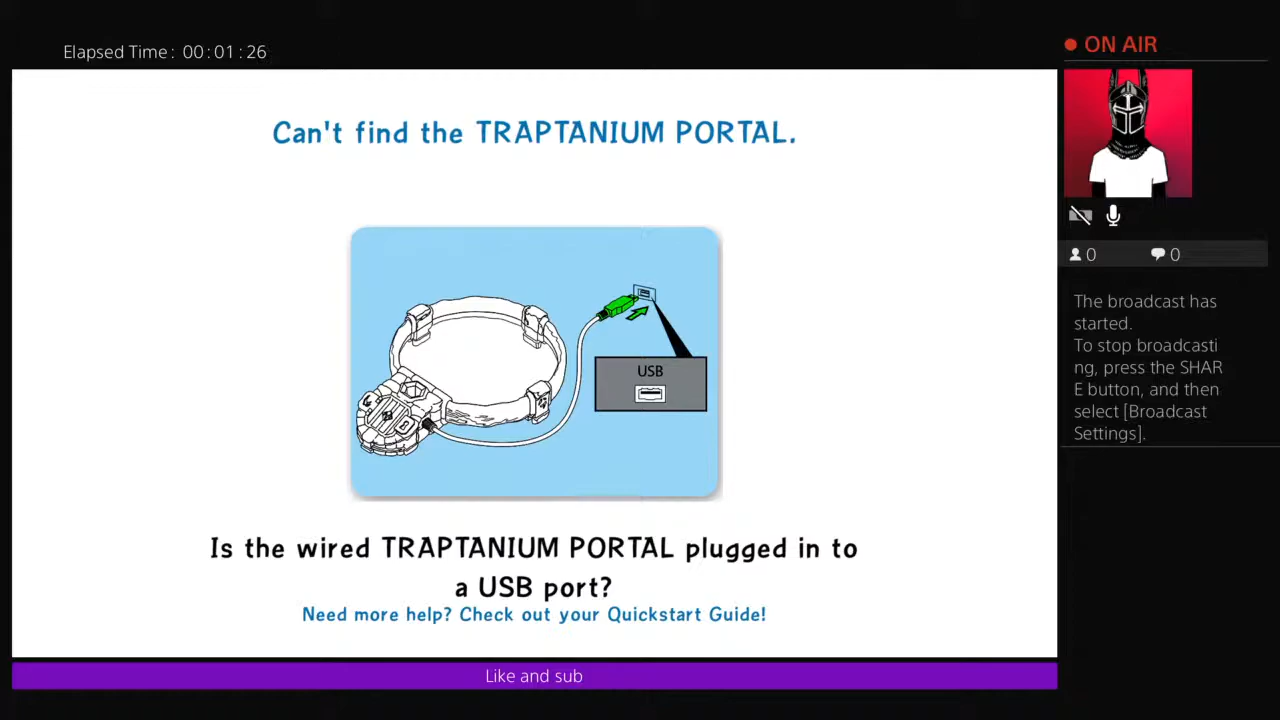 Elapsed Time: 00:01:26
ON AIR
Can't find the TRAPTANIUM PORTAL.
USB
Is the wired TRAPTANIUM PORTAL plugged in to
a USB port?
Need more help? Check out your Quickstart Guide!
Like and sub
0
0
The broadcast has
started.
To stop broadcasti
ng, press the SHAR
E button, and then
select [Broadcast
Settings].